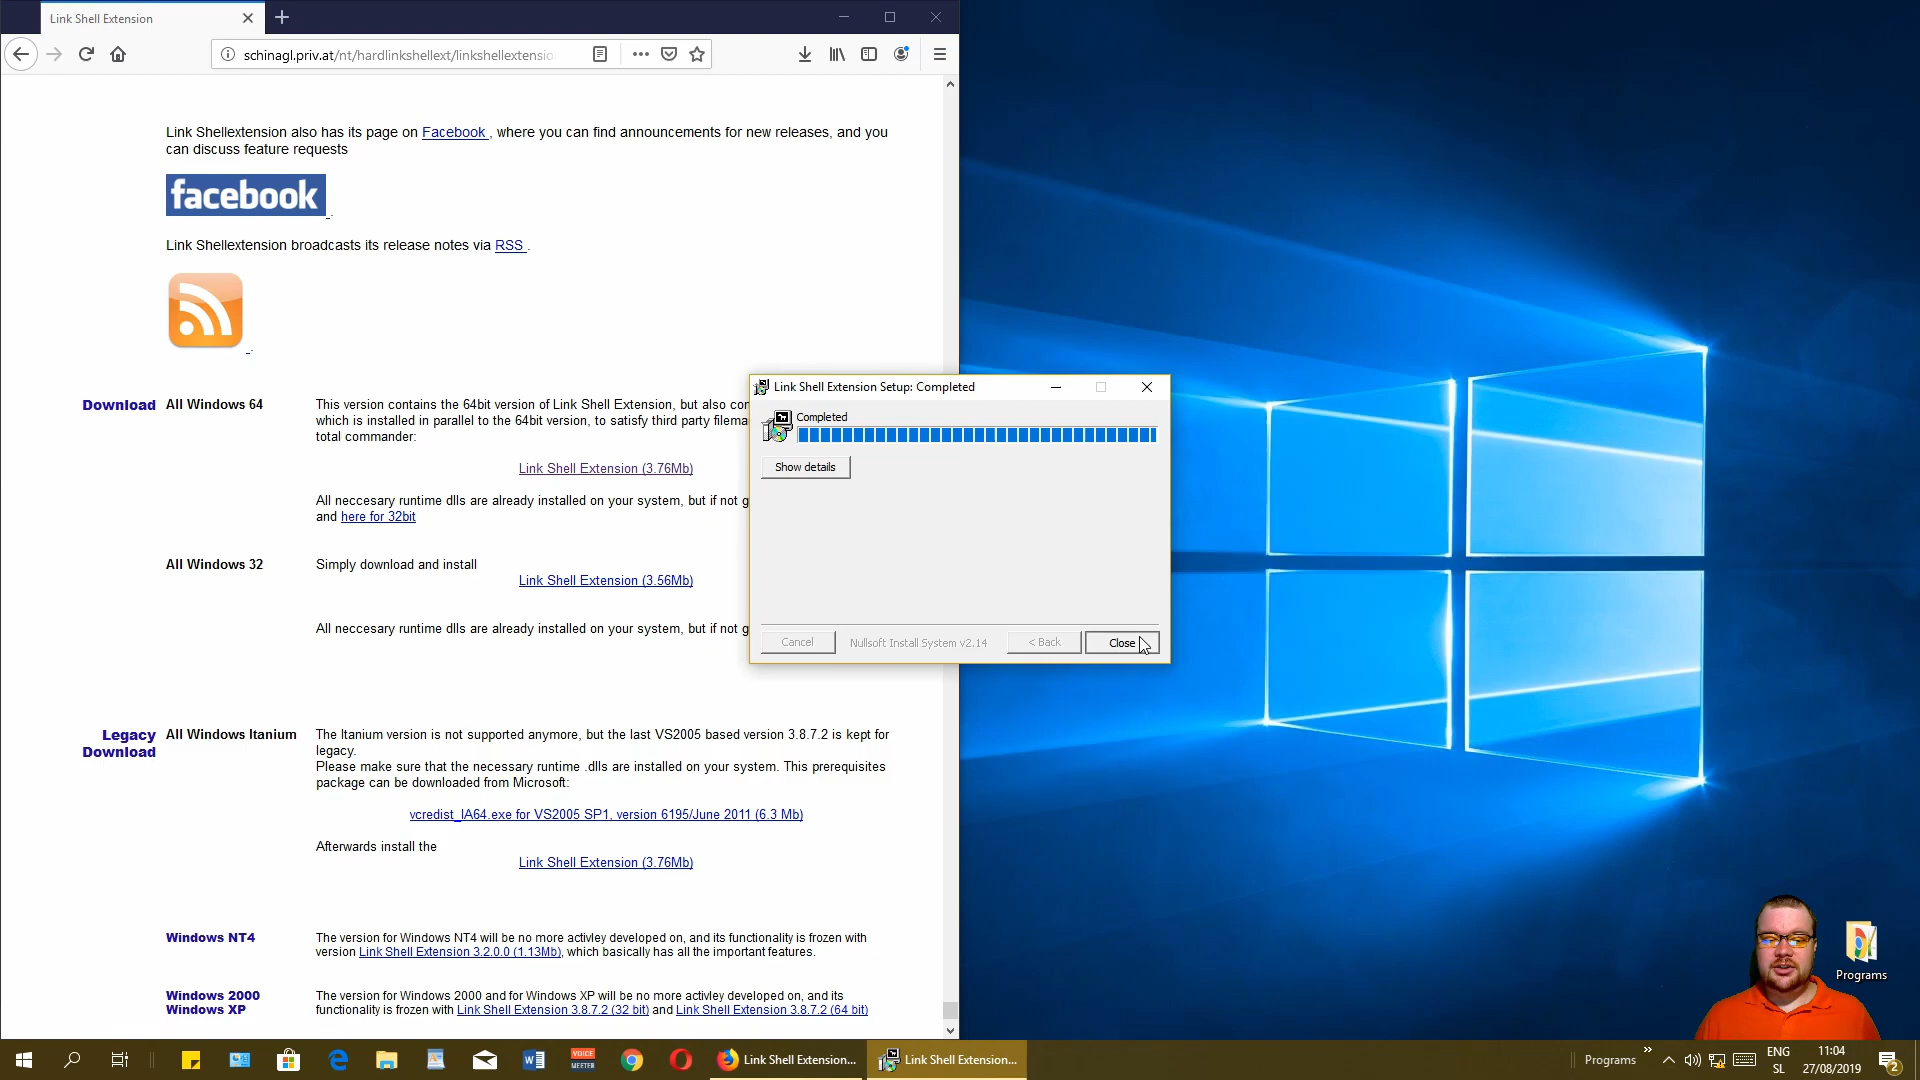 Link Shell Extension
schinagl.priv.at/nt/hardlinkshellext/linkshellextensio
Link Shellextension also has its page on Facebook , where you can find announcements for new releases, and you
can discuss feature requests
facebook
.
Link Shellextension broadcasts its release notes via RSS .
.
Download
All Windows 64
This version contains the 64bit version of Link Shell Extension, but also con
which is installed in parallel to the 64bit version, to satisfy third party filema
total commander:
Link Shell Extension (3.76Mb)
All neccesary runtime dlls are already installed on your system, but if not g
and here for 32bit
All Windows 32
Simply download and install
Link Shell Extension (3.56Mb)
All neccesary runtime dlls are already installed on your system, but if not g
Legacy
Download
All Windows Itanium
The Itanium version is not supported anymore, but the last VS2005 based version 3.8.7.2 is kept for
legacy.
Please make sure that the necessary runtime .dlls are installed on your system. This prerequisites
package can be downloaded from Microsoft:
vcredist_IA64.exe for VS2005 SP1, version 6195/June 2011 (6.3 Mb)
Afterwards install the
Link Shell Extension (3.76Mb)
Windows NT4
The version for Windows NT4 will be no more activley developed on, and its functionality is frozen with
version Link Shell Extension 3.2.0.0 (1.13Mb), which basically has all the important features.
Windows 2000
Windows XP
The version for Windows 2000 and for Windows XP will be no more activley developed on, and its
functionality is frozen with Link Shell Extension 3.8.7.2 (32 bit) and Link Shell Extension 3.8.7.2 (64 bit)
Link Shell Extension Setup: Completed
Completed
Show details
Cancel
Nullsoft Install System v2.14
< Back
Close
Programs
VOICE
MEETER
Link Shell Extension...
Link Shell Extension...
Programs
ENG
SL
11:04
27/08/2019
2